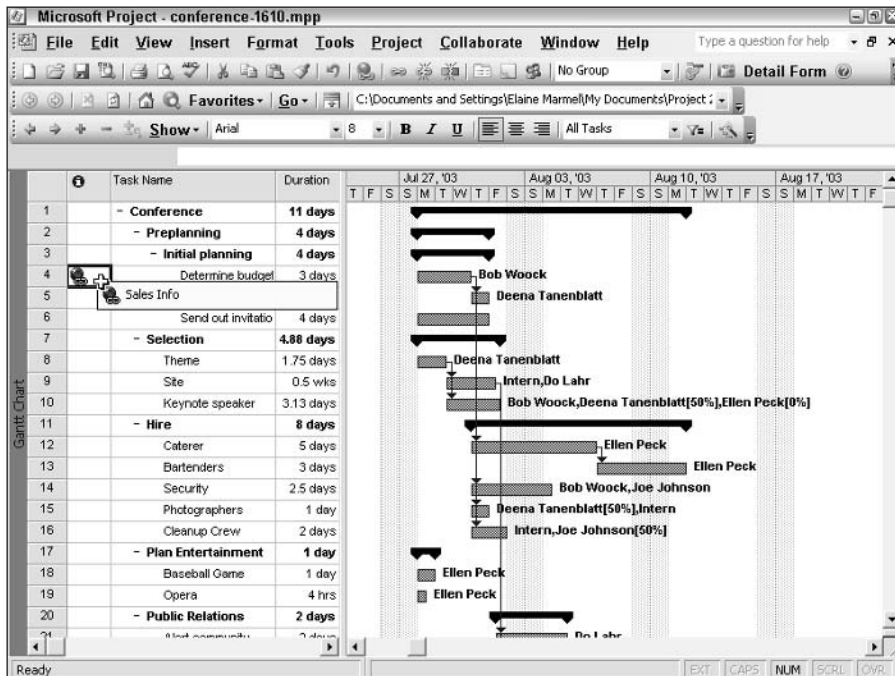 Microsoft Project - conference-1610.mpp
File Edit View Insert Format Tools Project Collaborate Window Help Type a question for help
No Group Detail Form
Favorites Go C:\Documents and Settings\Elaine Marmel\My Documents\Project
Show Arial 8 B I U All Tasks
Task Name Duration Jul 27, '03 Aug 03, '03 Aug 10, '03 Aug 17, '03
T F S S M T W T F S S M T W T F S S M T W T F S S M T W T F
1 - Conference 11 days
2 - Preplanning 4 days
3 - Initial planning 4 days
4 Determine budget 3 days Bob Woock
5 Sales Info Deena Tanenblatt
6 Send out invitatio 4 days
7 - Selection 4.88 days
8 Theme 1.75 days Deena Tanenblatt
9 Site 0.5 wks Intern,Do Lahr
10 Keynote speaker 3.13 days Bob Woock,Deena Tanenblatt[50%],Ellen Peck[0%]
11 - Hire 8 days
12 Caterer 5 days Ellen Peck
13 Bartenders 3 days Ellen Peck
14 Security 2.5 days Bob Woock,Joe Johnson
15 Photographers 1 day Deena Tanenblatt[50%],Intern
16 Cleanup Crew 2 days Intern,Joe Johnson[50%]
17 - Plan Entertainment 1 day
18 Baseball Game 1 day Ellen Peck
19 Opera 4 hrs Ellen Peck
20 - Public Relations 2 days
21 Do Lahr
Gantt Chart
Ready EXT CAPS NUM SCRL OVR